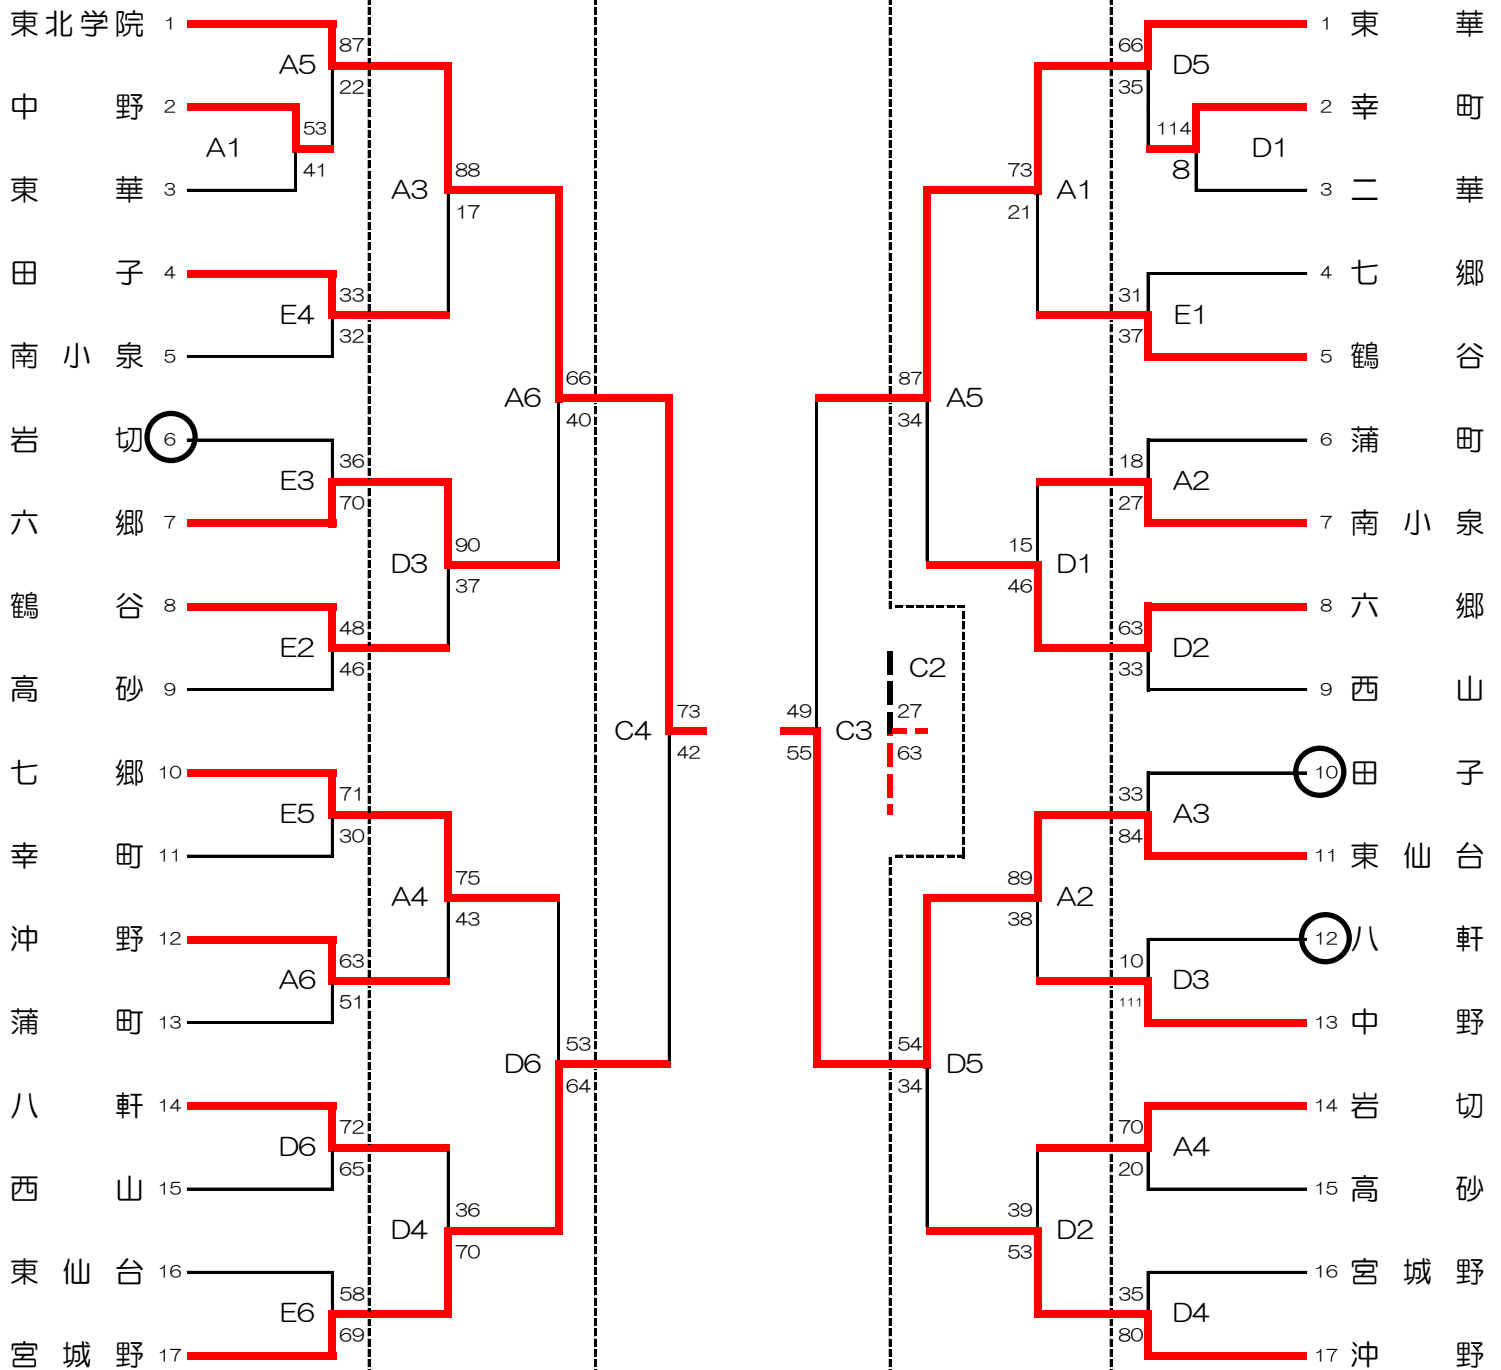 東北学院 1
87
A5
22
中野 2
53
A1
41
東華 3
88
A3
17
田子 4
33
E4
32
南小泉 5
66
A6
40
岩切 6
36
E3
70
六郷 7
90
D3
37
鶴谷 8
48
E2
46
高砂 9
73
C4
42
七郷 10
71
E5
30
幸町 11
75
A4
43
沖野 12
63
A6
51
蒲町 13
53
D6
64
八軒 14
72
D6
65
西山 15
36
D4
70
東仙台 16
58
E6
69
宮城野 17
1 東華
66
D5
35
2 幸町
114
D1
8
3 二華
73
A1
21
4 七郷
31
E1
37
5 鶴谷
87
A5
34
6 蒲町
18
A2
27
7 南小泉
15
D1
46
8 六郷
63
D2
33
9 西山
C2
27
63
49
C3
55
10 田子
33
A3
84
11 東仙台
89
A2
38
12 八軒
10
D3
111
13 中野
54
D5
34
14 岩切
70
A4
20
15 高砂
39
D2
53
16 宮城野
35
D4
80
17 沖野